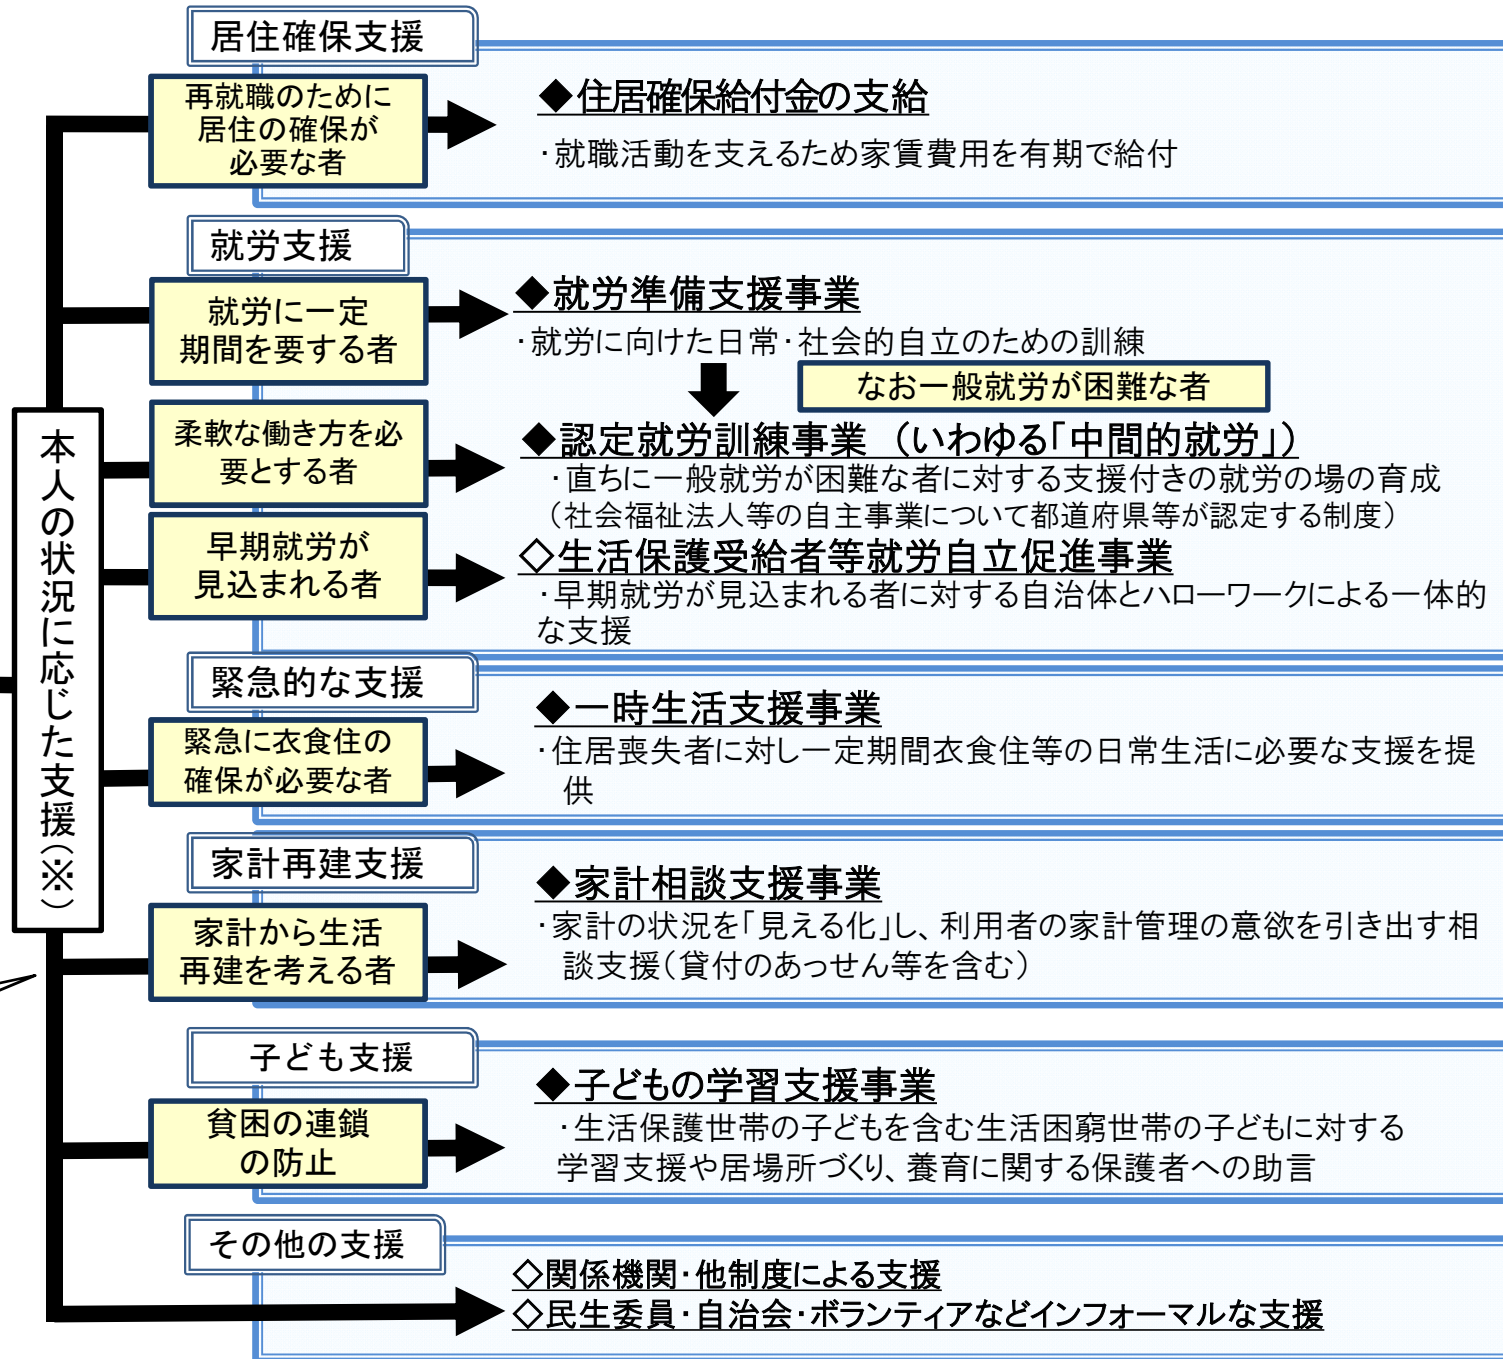 居住確保支援
再就職のために
居住の確保が
必要な者
◆住居確保給付金の支給
・就職活動を支えるため家賃費用を有期で給付
就労支援
就労に一定
期間を要する者
◆就労準備支援事業
・就労に向けた日常・社会的自立のための訓練
なお一般就労が困難な者
柔軟な働き方を必
要とする者
◆認定就労訓練事業 （いわゆる「中間的就労」）
・直ちに一般就労が困難な者に対する支援付きの就労の場の育成
（社会福祉法人等の自主事業について都道府県等が認定する制度）
早期就労が
見込まれる者
◇生活保護受給者等就労自立促進事業
・早期就労が見込まれる者に対する自治体とハローワークによる一体的
な支援
本人の状況に応じた支援（※）
緊急的な支援
緊急に衣食住の
確保が必要な者
◆一時生活支援事業
・住居喪失者に対し一定期間衣食住等の日常生活に必要な支援を提
供
家計再建支援
家計から生活
再建を考える者
◆家計相談支援事業
・家計の状況を「見える化」し、利用者の家計管理の意欲を引き出す相
談支援（貸付のあっせん等を含む）
子ども支援
貧困の連鎖
の防止
◆子どもの学習支援事業
・生活保護世帯の子どもを含む生活困窮世帯の子どもに対する
学習支援や居場所づくり、養育に関する保護者への助言
その他の支援
◇関係機関・他制度による支援
◇民生委員・自治会・ボランティアなどインフォーマルな支援